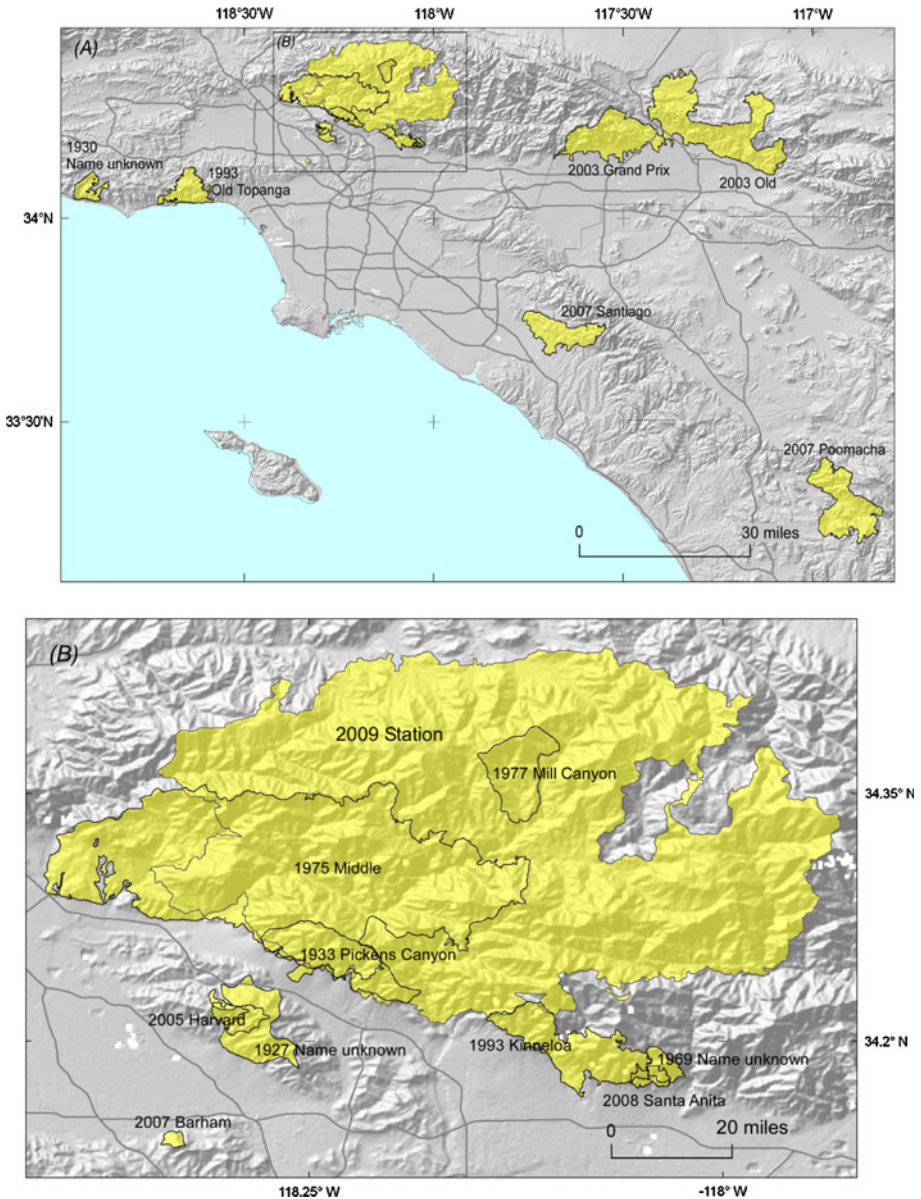 118°30'W
118°W
117°30'W
117°W
(A)
(B)
1930
Name unknown
1993
Old Topanga
2003 Grand Prix
2003 Old
34°N
2007 Santiago
33°30'N
2007 Poomacha
0
30 miles
(B)
2009 Station
1977 Mill Canyon
34.35° N
1975 Middle
1933 Pickens Canyon
2005 Harvard
1927 Name unknown
1993 Kinneloa
1969 Name unknown
34.2° N
2008 Santa Anita
2007 Barham
0
20 miles
118.25° W
-118° W